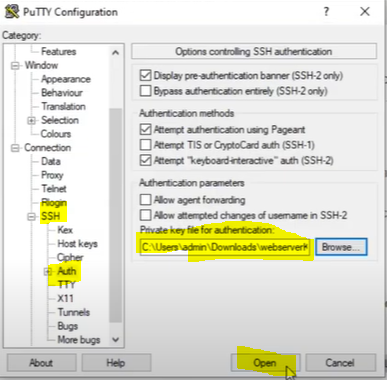 PuTTY Configuration
?
Category:
Features
Window
Appearance
Behaviour
Translation
Selection
Colours
Connection
Data
Proxy
Telnet
Rlogin
SSH
Kex
Host keys
Cipher
Auth
TTY
X11
Tunnels
Bugs
More bugs
Options controlling SSH authentication
Display pre-authentication banner (SSH-2 only)
Bypass authentication entirely (SSH-2 only)
Authentication methods
Attempt authentication using Pageant
Attempt TIS or CryptoCard auth (SSH-1)
Attempt "keyboard-interactive" auth (SSH-2)
Authentication parameters
Allow agent forwarding
Allow attempted changes of username in SSH-2
Private key file for authentication:
C:\Users\admin\Downloads\webserverK Browse...
About Help Open Cancel